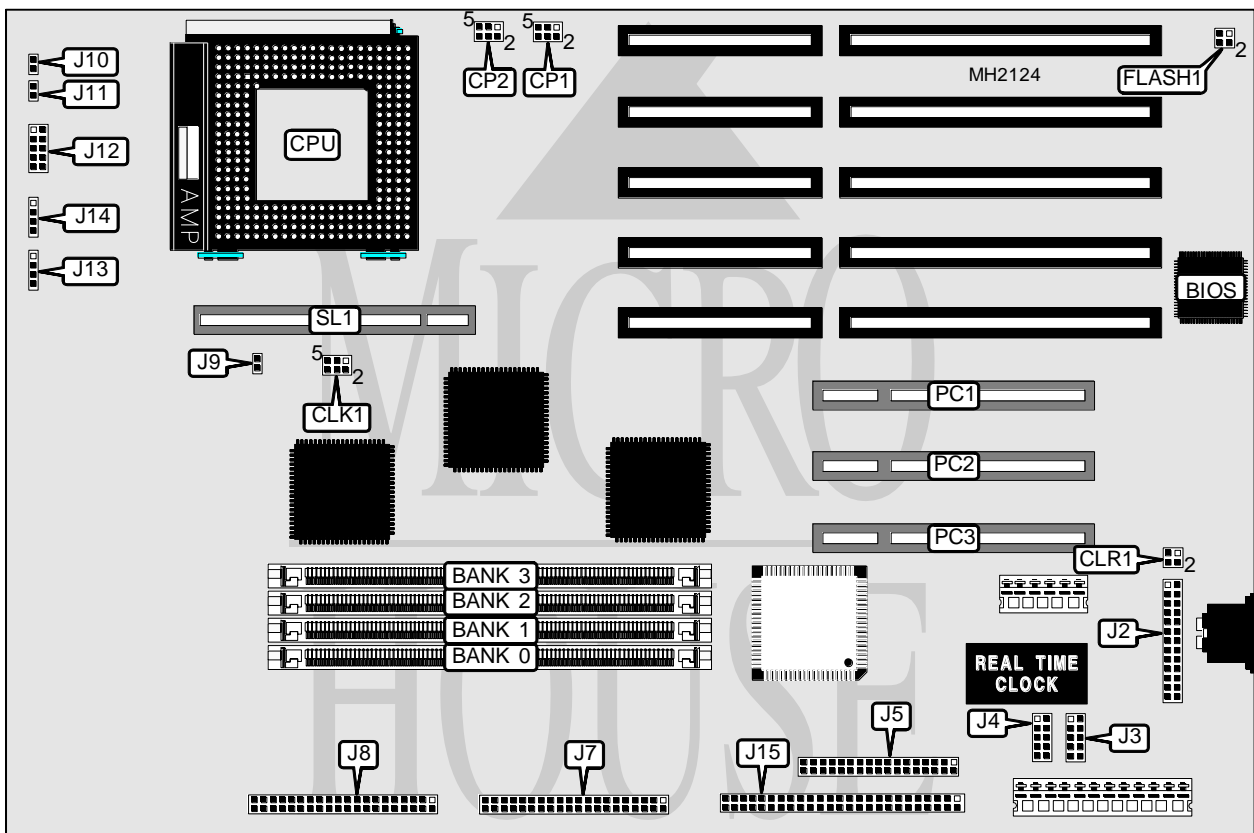 5
2
5
2
CP2
CP1
MH2124
2
FLASH1
J10
J11
J12
J14
J13
CPU
AMP
BIOS
SL1
J9
5
2
CLK1
PC1
PC2
PC3
MICRO
HOUSE
CLR1
2
BANK 3
BANK 2
BANK 1
BANK 0
J2
REAL TIME
CLOCK
J4
J3
J5
J15
J8
J7